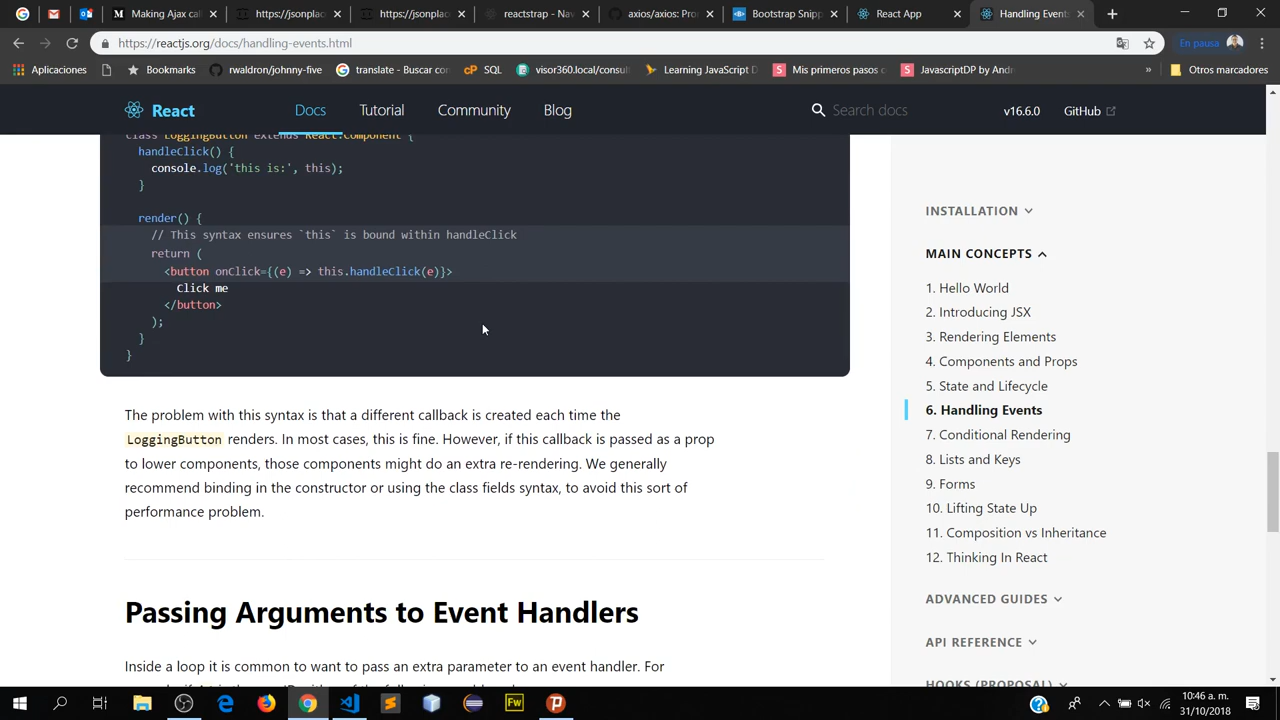 Making Ajax cal
https://jsonplac
https://jsonplac
reactstrap - Nav
axios/axios: Pro
Bootstrap Snipp
React App
Handling Events
https://reactjs.org/docs/handling-events.html
En pausa
Aplicaciones
Bookmarks
rwaldron/johnny-five
translate - Buscar con
SQL
visor360.local/consul
Learning JavaScript D
Mis primeros pasos c
JavascriptDP by Andr
»
Otros marcadores
React
Docs
Tutorial
Community
Blog
Search docs
v16.6.0
GitHub
class LoggingButton extends React.Component {
handleClick() {
console.log('this is:', this);
}
render() {
// This syntax ensures `this` is bound within handleClick
return (
<button onClick={(e) => this.handleClick(e)}>
Click me
</button>
);
}
}
The problem with this syntax is that a different callback is created each time the
LoggingButton renders. In most cases, this is fine. However, if this callback is passed as a prop
to lower components, those components might do an extra re-rendering. We generally
recommend binding in the constructor or using the class fields syntax, to avoid this sort of
performance problem.
Passing Arguments to Event Handlers
Inside a loop it is common to want to pass an extra parameter to an event handler. For
INSTALLATION
MAIN CONCEPTS
1. Hello World
2. Introducing JSX
3. Rendering Elements
4. Components and Props
5. State and Lifecycle
6. Handling Events
7. Conditional Rendering
8. Lists and Keys
9. Forms
10. Lifting State Up
11. Composition vs Inheritance
12. Thinking In React
ADVANCED GUIDES
API REFERENCE
HOOKS (PROPOSAL)
10:46 a. m.
31/10/2018